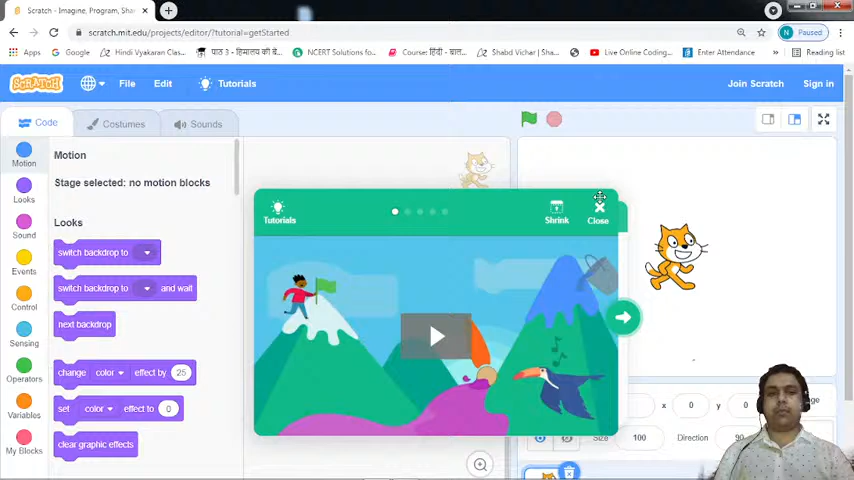 Scratch - Imagine, Program, Shar
scratch.mit.edu/projects/editor/?tutorial=getStarted
Paused
Apps
Google
Hindi Vyakaran Clas...
पाठ 3 - हिमालय की बे...
NCERT Solutions fo...
Course: हिंदी - बाल...
Shabd Vichar | Sha...
Live Online Coding...
Enter Attendance
Reading list
SCRATCH
File
Edit
Tutorials
Join Scratch
Sign in
Code
Costumes
Sounds
Motion
Looks
Sound
Events
Control
Sensing
Operators
Variables
My Blocks
Motion
Stage selected: no motion blocks
Looks
switch backdrop to
switch backdrop to and wait
next backdrop
change color effect by 25
set color effect to 0
clear graphic effects
Tutorials
Shrink
Close
x 0 y 0
Size 100 Direction 90